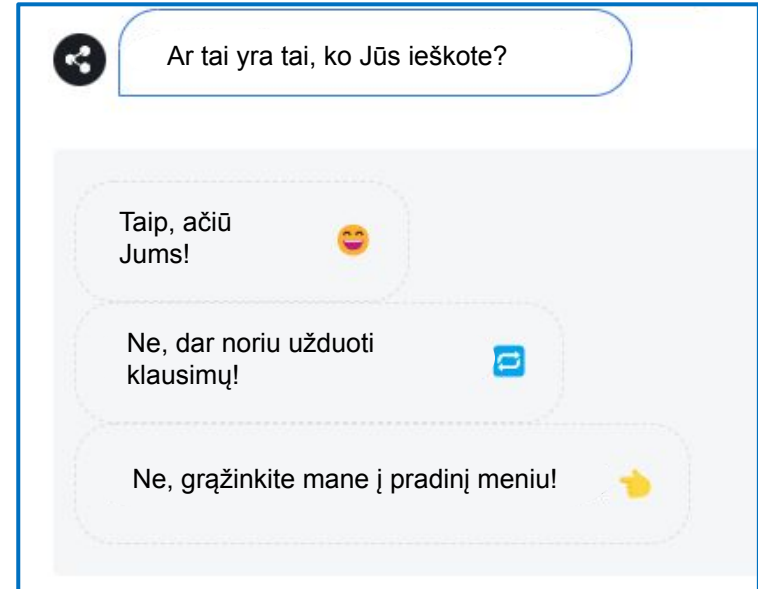 Ar tai yra tai, ko Jūs ieškote?
Taip, ačiū
Jums!
Ne, dar noriu užduoti
klausimų!
Ne, grąžinkite mane į pradinį meniu!